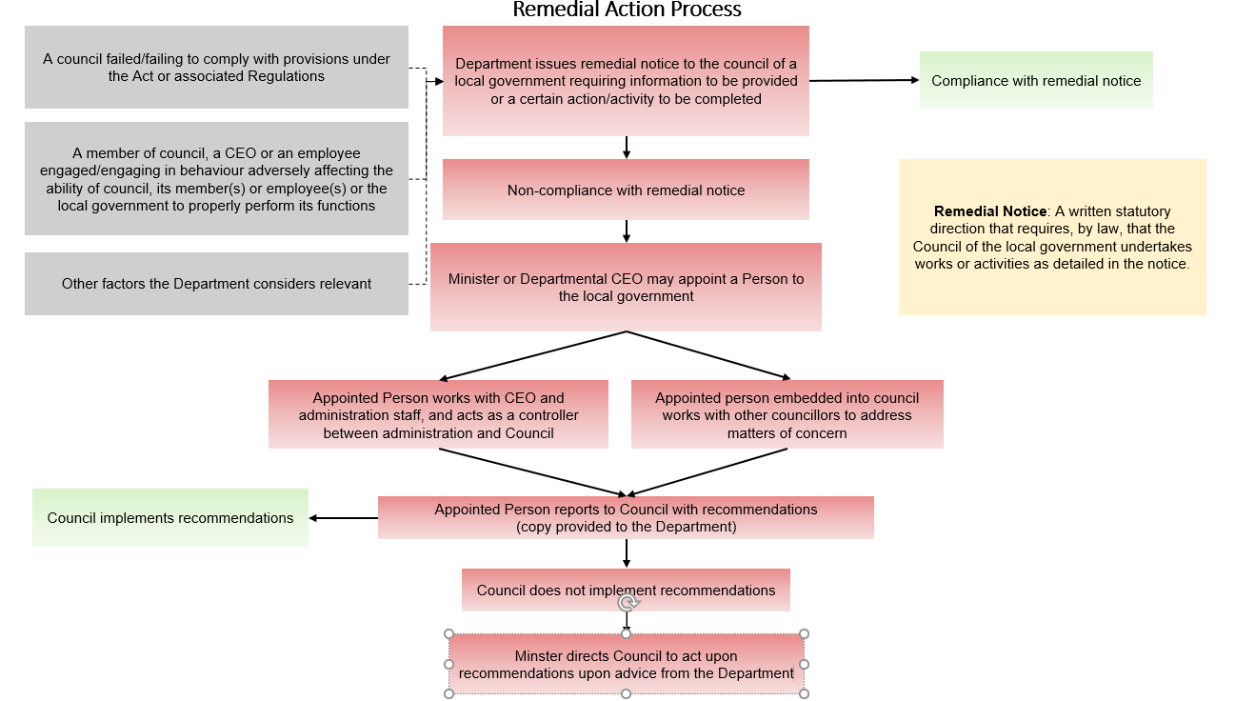 Remedial Action Process
A council failed/failing to comply with provisions under
the Act or associated Regulations
A member of council, a CEO or an employee
engaged/engaging in behaviour adversely affecting the
ability of council, its member(s) or employee(s) or the
local government to properly perform its functions
Other factors the Department considers relevant
Department issues remedial notice to the council of a
local government requiring information to be provided
or a certain action/activity to be completed
Compliance with remedial notice
Non-compliance with remedial notice
Remedial Notice: A written statutory
direction that requires, by law, that the
Council of the local government undertakes
works or activities as detailed in the notice.
Minister or Departmental CEO may appoint a Person to
the local government
Appointed Person works with CEO and
administration staff, and acts as a controller
between administration and Council
Appointed person embedded into council
works with other councillors to address
matters of concern
Appointed Person reports to Council with recommendations
(copy provided to the Department)
Council implements recommendations
Council does not implement recommendations
Minster directs Council to act upon
recommendations upon advice from the Department